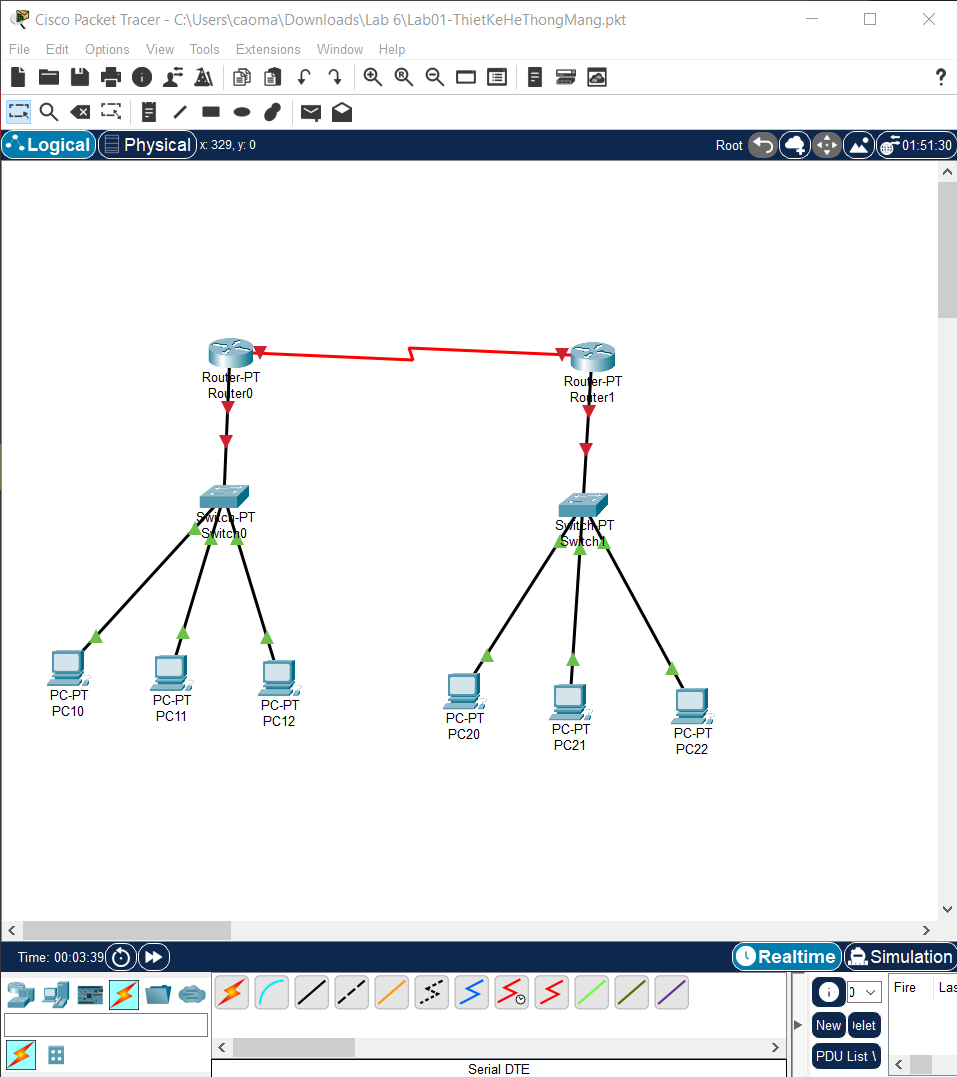 Cisco Packet Tracer - C:\Users\caoma\Downloads\Lab 6\Lab01-ThietKeHeThongMang.pkt
File Edit Options View Tools Extensions Window Help
Logical Physical x: 329, y: 0 Root 01:51:30
Router-PT
Router0
Router-PT
Router1
Switch-PT
Switch0
Switch-PT
Switch1
PC-PT
PC10
PC-PT
PC11
PC-PT
PC12
PC-PT
PC20
PC-PT
PC21
PC-PT
PC22
Time: 00:03:39 Realtime Simulation
0 Fire Las
New elet
PDU List
Serial DTE